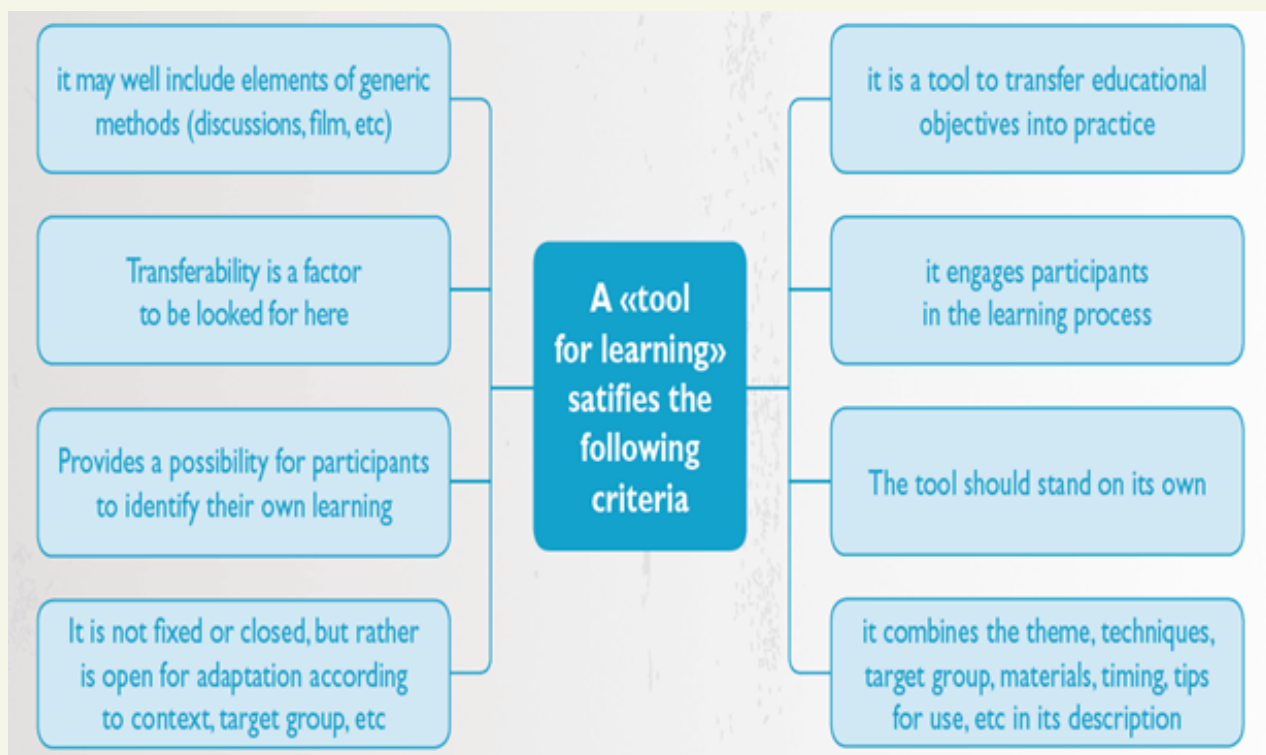 it may well include elements of generic
methods (discussions, film, etc)
Transferability is a factor
to be looked for here
Provides a possibility for participants
to identify their own learning
It is not fixed or closed, but rather
is open for adaptation according
to context, target group, etc
A «tool
for learning»
satifies the
following
criteria
it is a tool to transfer educational
objectives into practice
it engages participants
in the learning process
The tool should stand on its own
it combines the theme, techniques,
target group, materials, timing, tips
for use, etc in its description